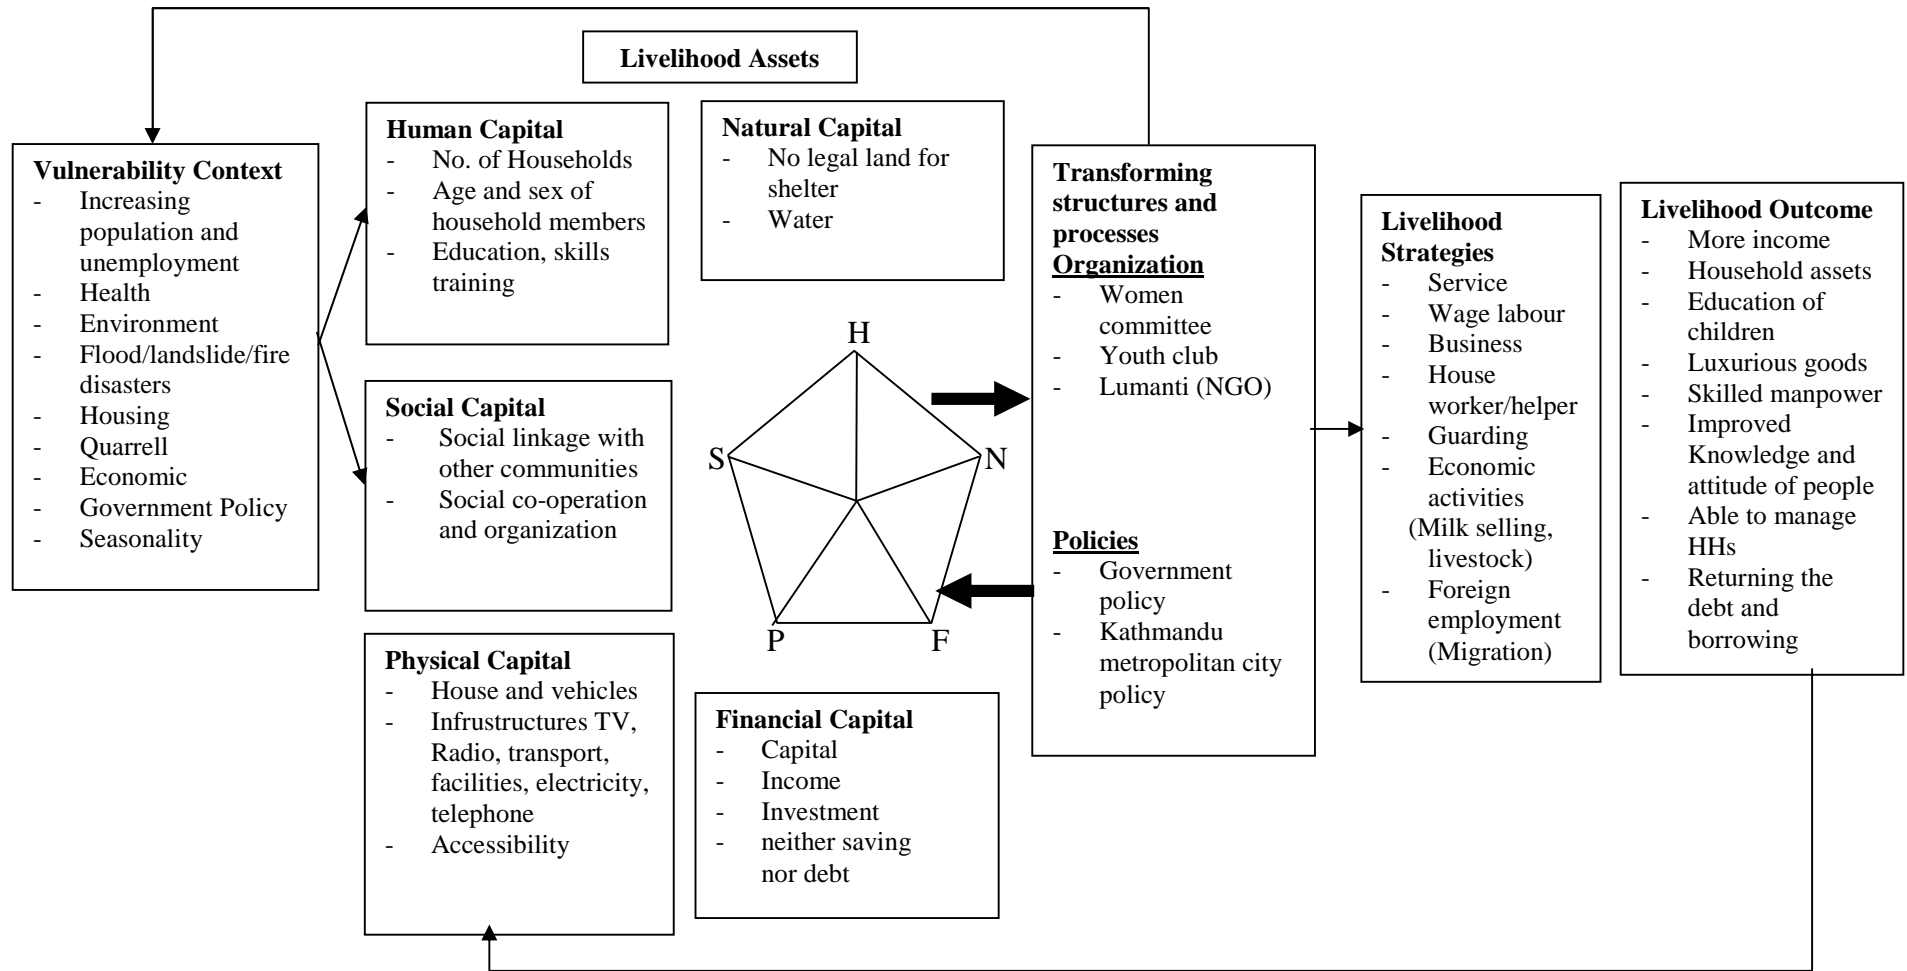 Livelihood Assets
Vulnerability Context
- Increasing
population and
unemployment
- Health
- Environment
- Flood/landslide/fire
disasters
- Housing
- Quarrell
- Economic
- Government Policy
- Seasonality
Human Capital
- No. of Households
- Age and sex of
household members
- Education, skills
training
Natural Capital
- No legal land for
shelter
- Water
Social Capital
- Social linkage with
other communities
- Social co-operation
and organization
H
S
N
P
F
Physical Capital
- House and vehicles
- Infrustructures TV,
Radio, transport,
facilities, electricity,
telephone
- Accessibility
Financial Capital
- Capital
- Income
- Investment
- neither saving
nor debt
Transforming
structures and
processes
Organization
- Women
committee
- Youth club
- Lumanti (NGO)
Policies
- Government
policy
- Kathmandu
metropolitan city
policy
Livelihood
Strategies
- Service
- Wage labour
- Business
- House
worker/helper
- Guarding
- Economic
activities
(Milk selling,
livestock)
- Foreign
employment
(Migration)
Livelihood Outcome
- More income
- Household assets
- Education of
children
- Luxurious goods
- Skilled manpower
- Improved
Knowledge and
attitude of people
- Able to manage
HHs
- Returning the
debt and
borrowing